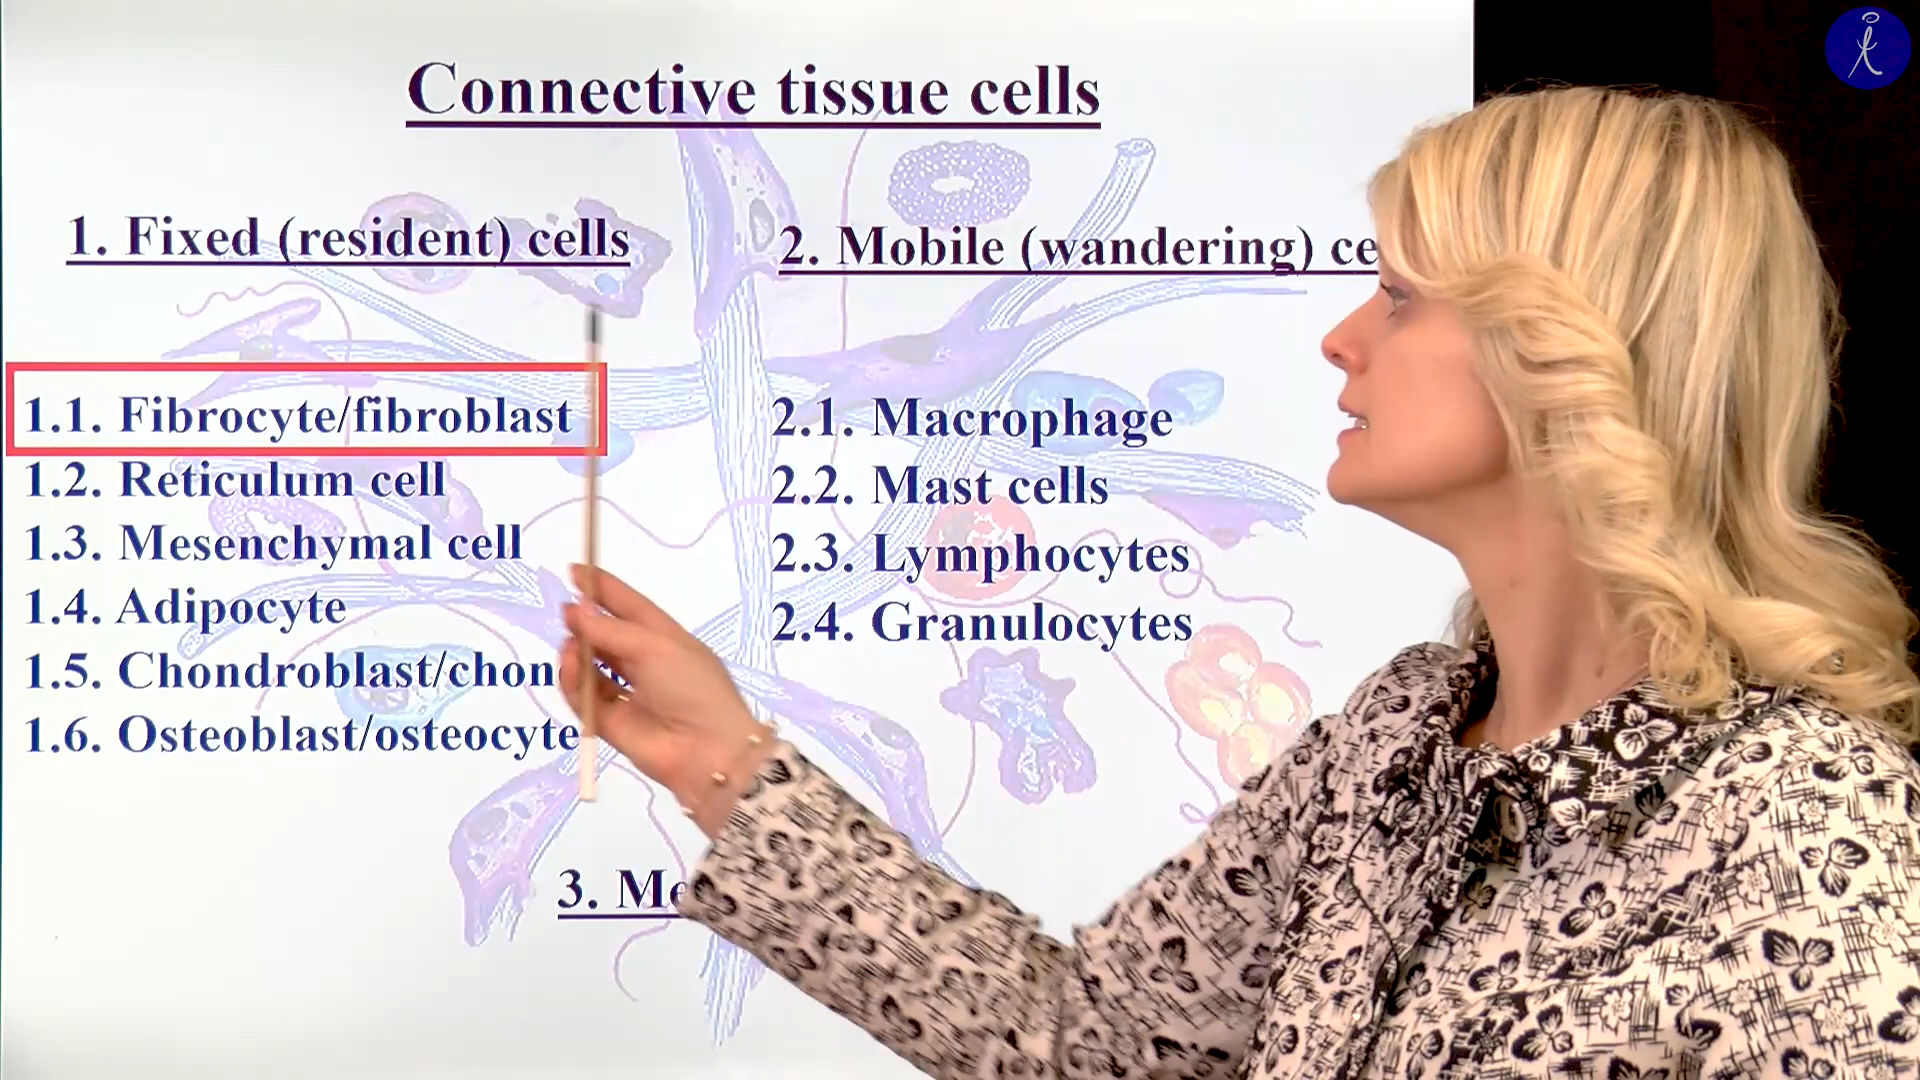 Connective tissue cells
1. Fixed (resident) cells
1.1. Fibrocyte/fibroblast
1.2. Reticulum cell
1.3. Mesenchymal cell
1.4. Adipocyte
1.5. Chondroblast/
1.6. Osteoblast/osteocyte
2. Mobile (wandering)
2.1. Macrophage
2.2. Mast cells
2.3. Lymphocytes
2.4. Granulocytes
3.